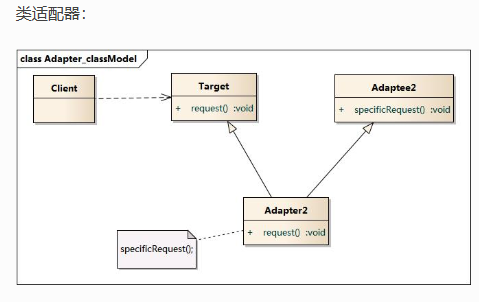 类适配器：
class Adapter_classModel
Client
Target
+ request() :void
Adaptee2
+ specificRequest() :void
Adapter2
+ request() :void
specificRequest();